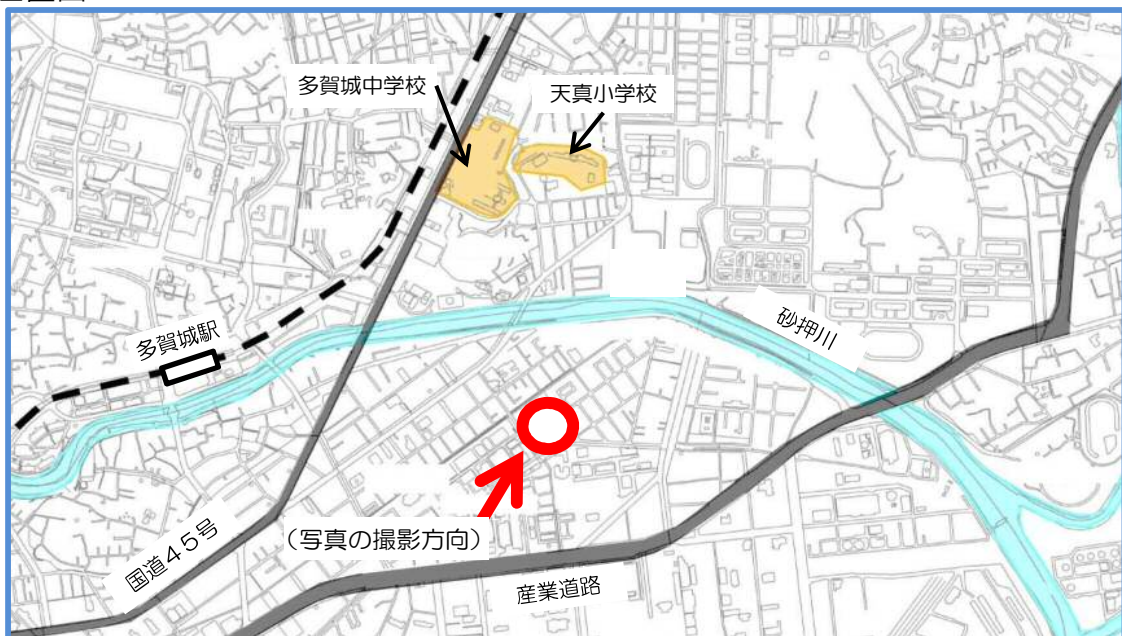 多賀城中学校
天真小学校
多賀城駅
砂押川
(写真の撮影方向)
国道45号
産業道路